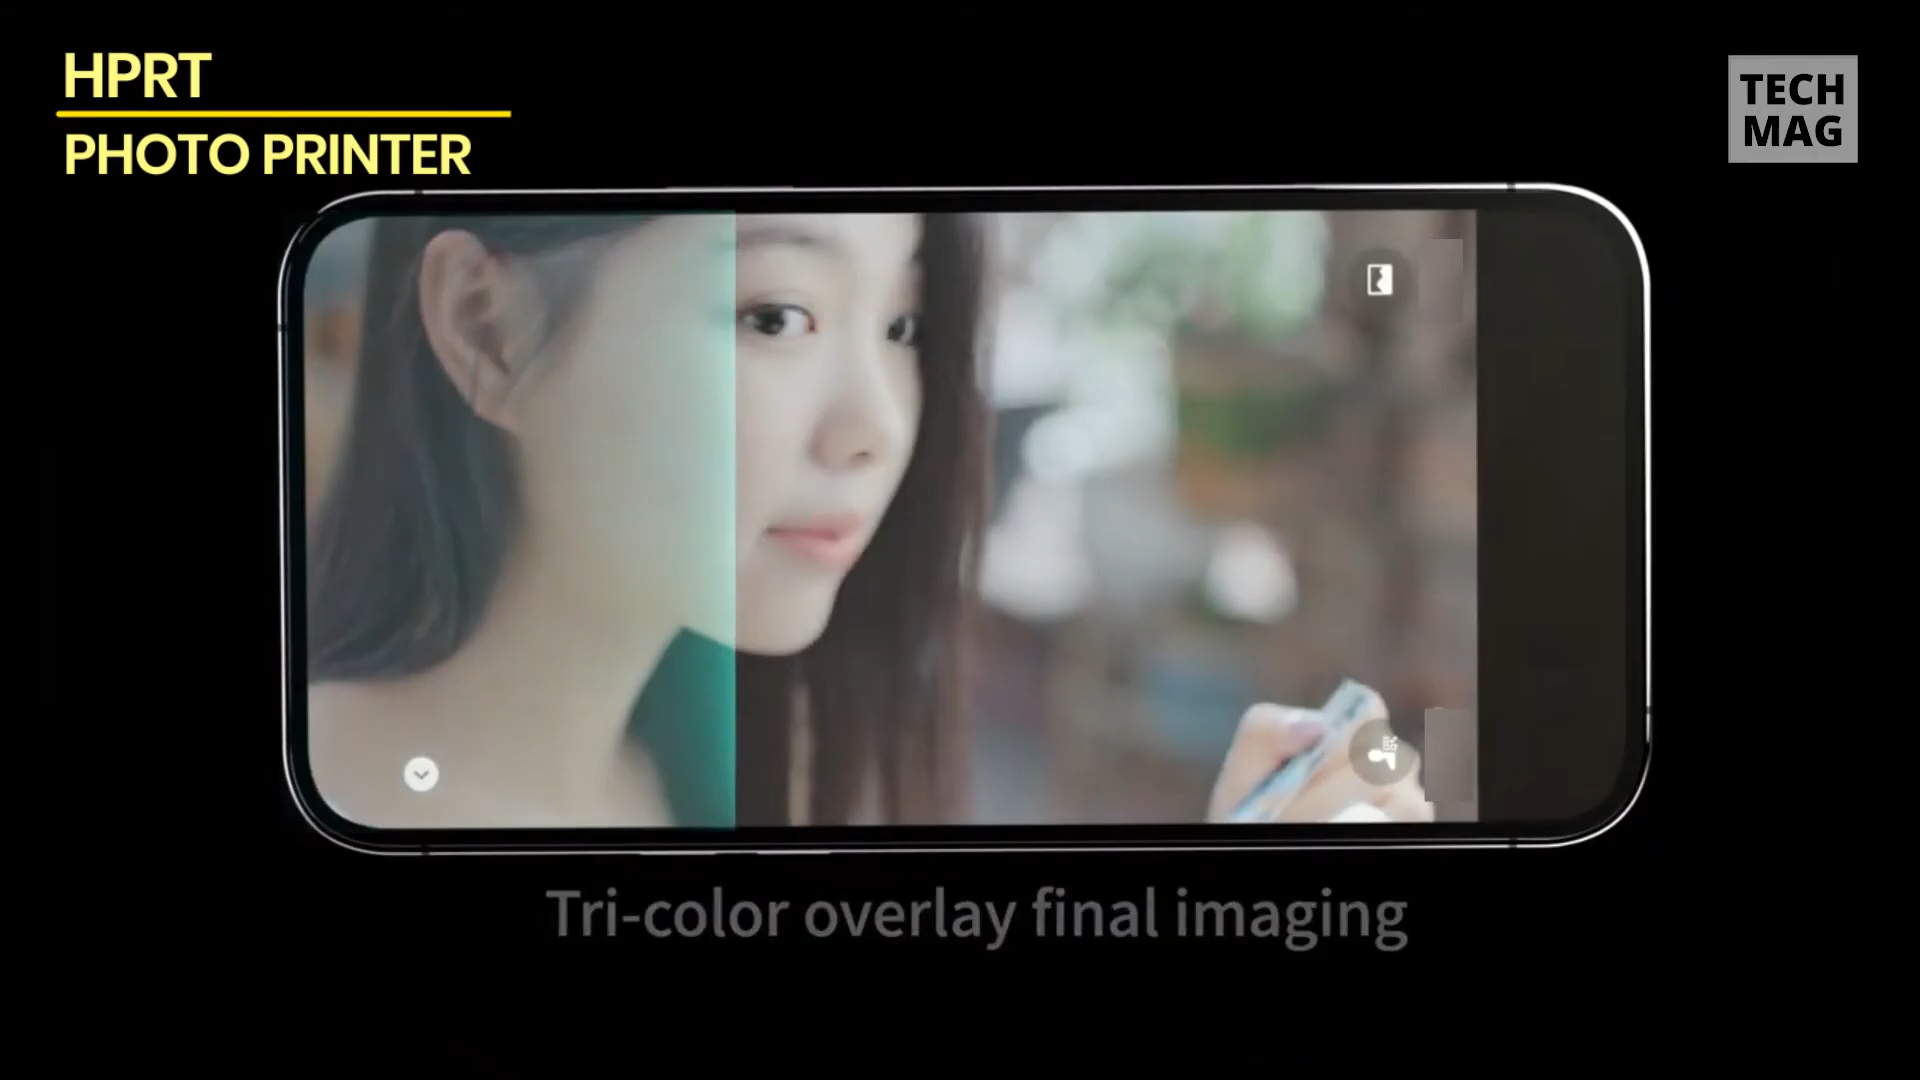 HPRT
PHOTO PRINTER
TECH
MAG
Tri-color overlay final imaging